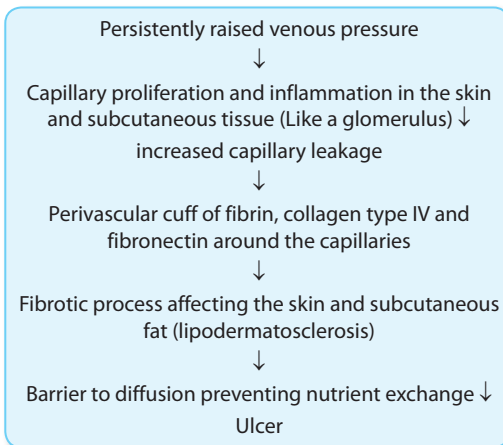 Persistently raised venous pressure
↓
Capillary proliferation and inflammation in the skin
and subcutaneous tissue (Like a glomerulus) ↓
increased capillary leakage
↓
Perivascular cuff of fibrin, collagen type IV and
fibronectin around the capillaries
↓
Fibrotic process affecting the skin and subcutaneous
fat (lipodermatosclerosis)
↓
Barrier to diffusion preventing nutrient exchange ↓
Ulcer